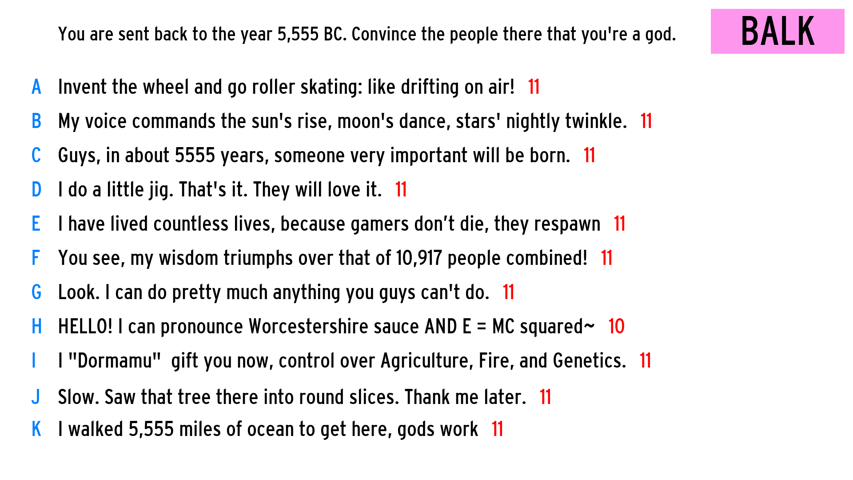 You are sent back to the year 5,555 BC. Convince the people there that you're a god.
BALK
A Invent the wheel and go roller skating: like drifting on air! 11
B My voice commands the sun's rise, moon's dance, stars' nightly twinkle. 11
C Guys, in about 5555 years, someone very important will be born. 11
D I do a little jig. That's it. They will love it. 11
E I have lived countless lives, because gamers don’t die, they respawn 11
F You see, my wisdom triumphs over that of 10,917 people combined! 11
G Look. I can do pretty much anything you guys can't do. 11
H HELLO! I can pronounce Worcestershire sauce AND E = MC squared~ 10
I I "Dormamu"  gift you now, control over Agriculture, Fire, and Genetics. 11
J Slow. Saw that tree there into round slices. Thank me later. 11
K I walked 5,555 miles of ocean to get here, gods work 11